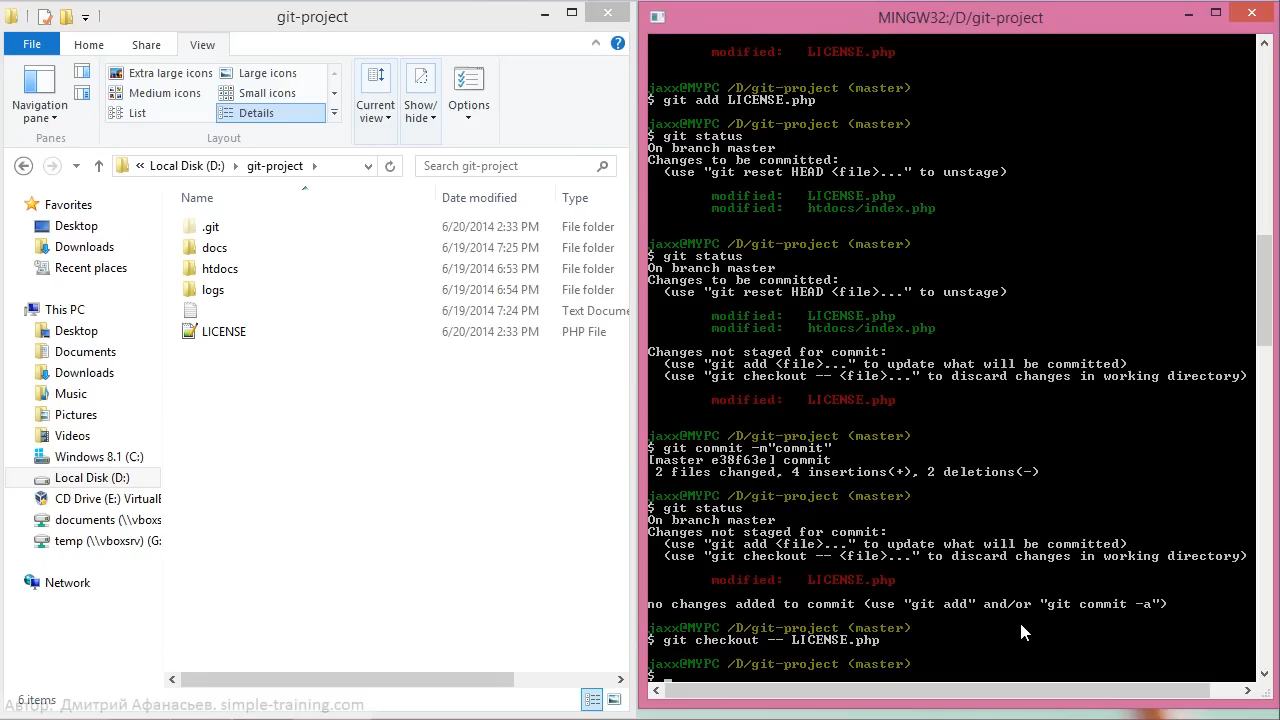 git-project
File
Home
Share
View
Navigation pane
Extra large icons
Large icons
Medium icons
Small icons
List
Details
Current view
Show/ hide
Options
Panes
Layout
Local Disk (D:)
git-project
Search git-project
Name
Date modified
Type
Favorites
Desktop
Downloads
Recent places
This PC
Desktop
Documents
Downloads
Music
Pictures
Videos
Windows 8.1 (C:)
Local Disk (D:)
CD Drive (E:) Virtual
documents (\\vboxs
temp (\\vboxsrv) (G:
Network
.git 6/20/2014 2:33 PM File folder
docs 6/19/2014 7:25 PM File folder
htdocs 6/19/2014 6:53 PM File folder
logs 6/19/2014 6:54 PM File folder
6/19/2014 7:24 PM Text Docume
LICENSE 6/20/2014 2:33 PM PHP File
6 items
Автор: Дмитрий Афанасьев. simple-training.com
MINGW32:/D/git-project
modified: LICENSE.php
jaxx@MYPC /D/git-project (master)
$ git add LICENSE.php
jaxx@MYPC /D/git-project (master)
$ git status
On branch master
Changes to be committed:
(use "git reset HEAD <file>..." to unstage)
modified: LICENSE.php
modified: htdocs/index.php
jaxx@MYPC /D/git-project (master)
$ git status
On branch master
Changes to be committed:
(use "git reset HEAD <file>..." to unstage)
modified: LICENSE.php
modified: htdocs/index.php
Changes not staged for commit:
(use "git add <file>..." to update what will be committed)
(use "git checkout -- <file>..." to discard changes in working directory)
modified: LICENSE.php
jaxx@MYPC /D/git-project (master)
$ git commit -m"commit"
[master e38f63e] commit
2 files changed, 4 insertions(+), 2 deletions(-)
jaxx@MYPC /D/git-project (master)
$ git status
On branch master
Changes not staged for commit:
(use "git add <file>..." to update what will be committed)
(use "git checkout -- <file>..." to discard changes in working directory)
modified: LICENSE.php
no changes added to commit (use "git add" and/or "git commit -a")
jaxx@MYPC /D/git-project (master)
$ git checkout -- LICENSE.php
jaxx@MYPC /D/git-project (master)
$